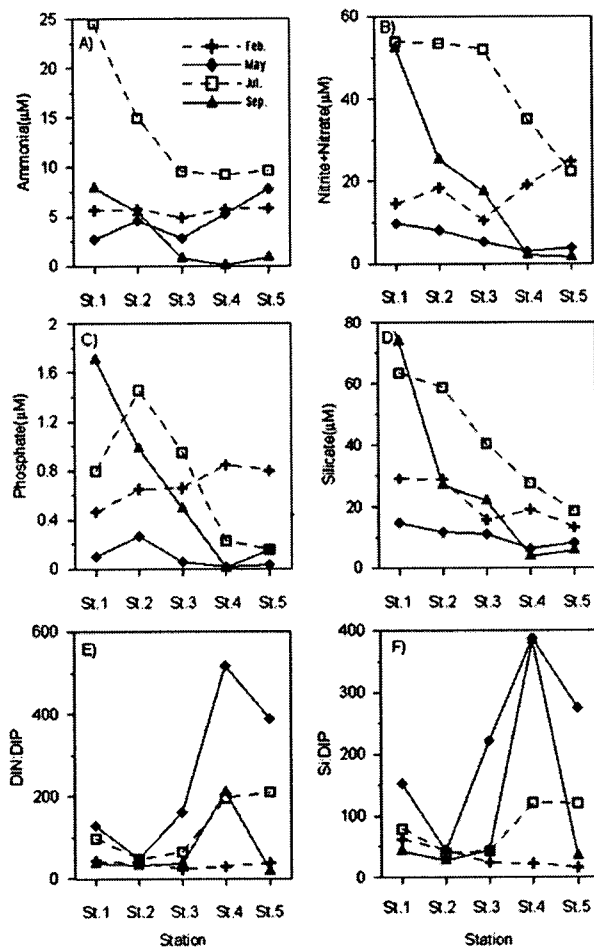 A)
Feb.
May
Jul.
Sep.
Ammonia(μM)
25
20
15
10
5
0
St.1 St.2 St.3 St.4 St.5
B)
Nitrite+Nitrate(μM)
60
40
20
0
St.1 St.2 St.3 St.4 St.5
C)
Phosphate(μM)
2
1.6
1.2
0.8
0.4
0
St.1 St.2 St.3 St.4 St.5
D)
Silicate(μM)
80
60
40
20
0
St.1 St.2 St.3 St.4 St.5
E)
DIN:DIP
600
400
200
0
St.1 St.2 St.3 St.4 St.5
Station
F)
Si:DIP
400
300
200
100
50
0
St.1 St.2 St.3 St.4 St.5
Station